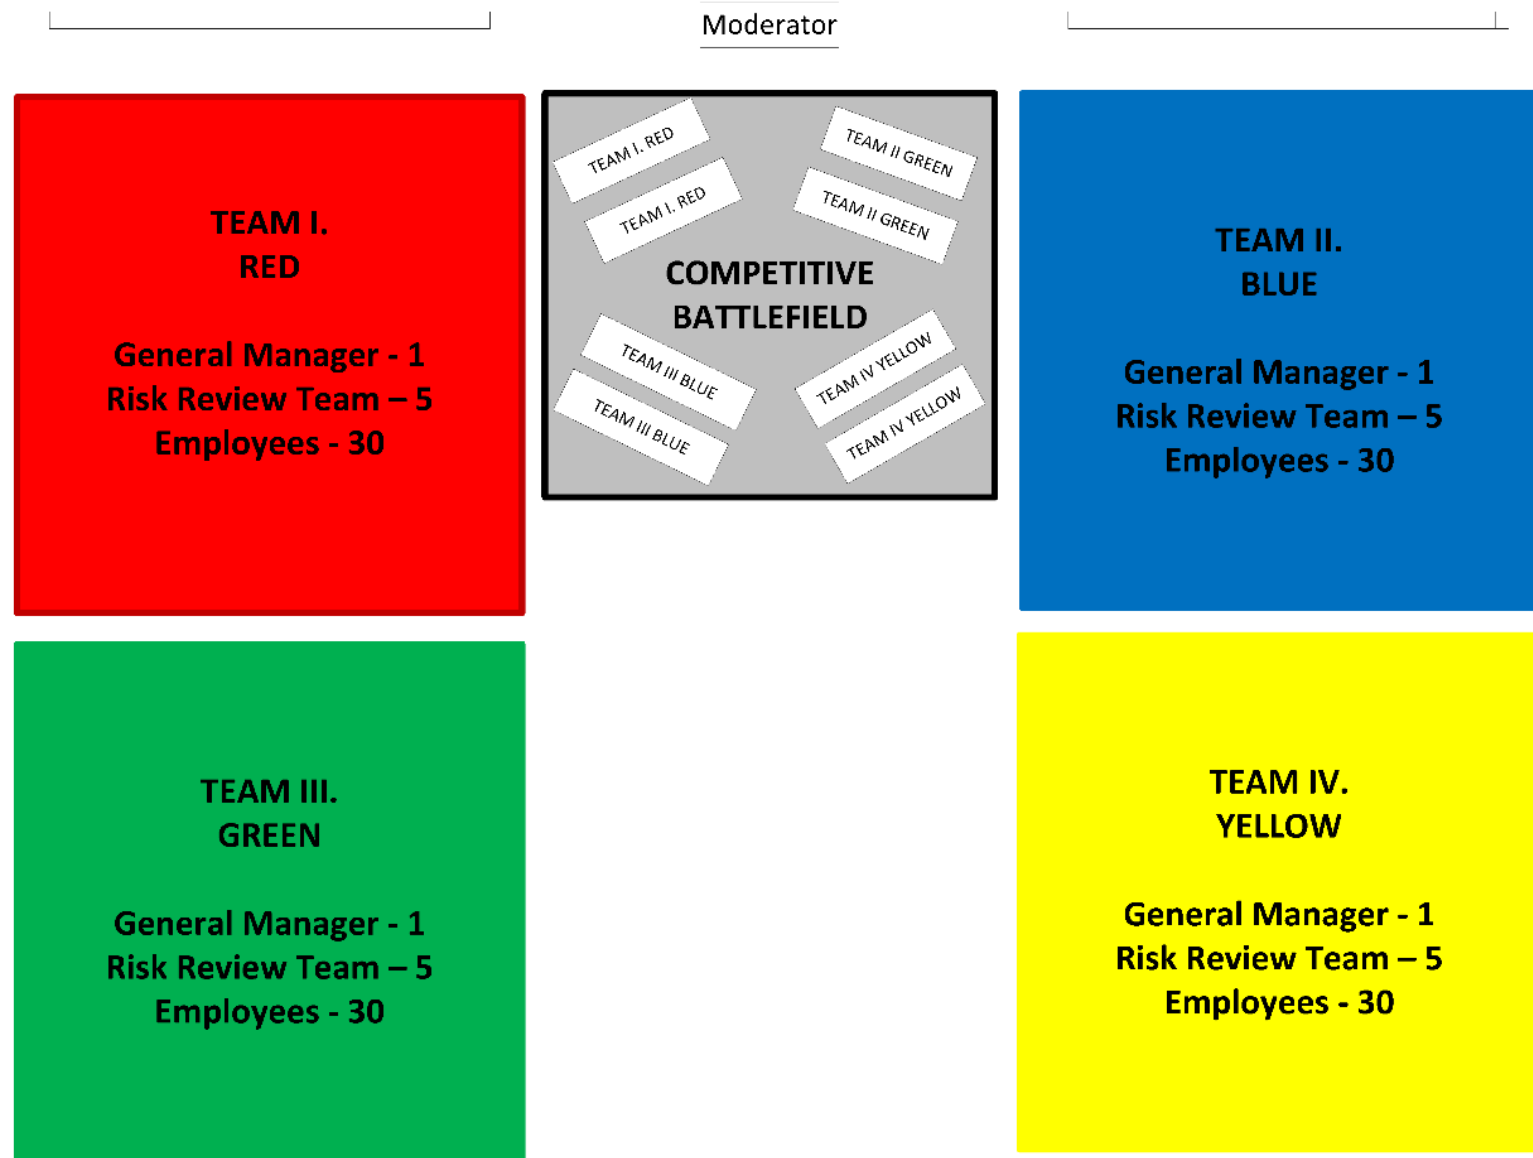 Moderator
TEAM I.
RED
General Manager - 1
Risk Review Team – 5
Employees - 30
TEAM I. RED
TEAM I. RED
TEAM II GREEN
TEAM II GREEN
COMPETITIVE
BATTLEFIELD
TEAM III BLUE
TEAM III BLUE
TEAM IV YELLOW
TEAM IV YELLOW
TEAM II.
BLUE
General Manager - 1
Risk Review Team – 5
Employees - 30
TEAM III.
GREEN
General Manager - 1
Risk Review Team – 5
Employees - 30
TEAM IV.
YELLOW
General Manager - 1
Risk Review Team – 5
Employees - 30